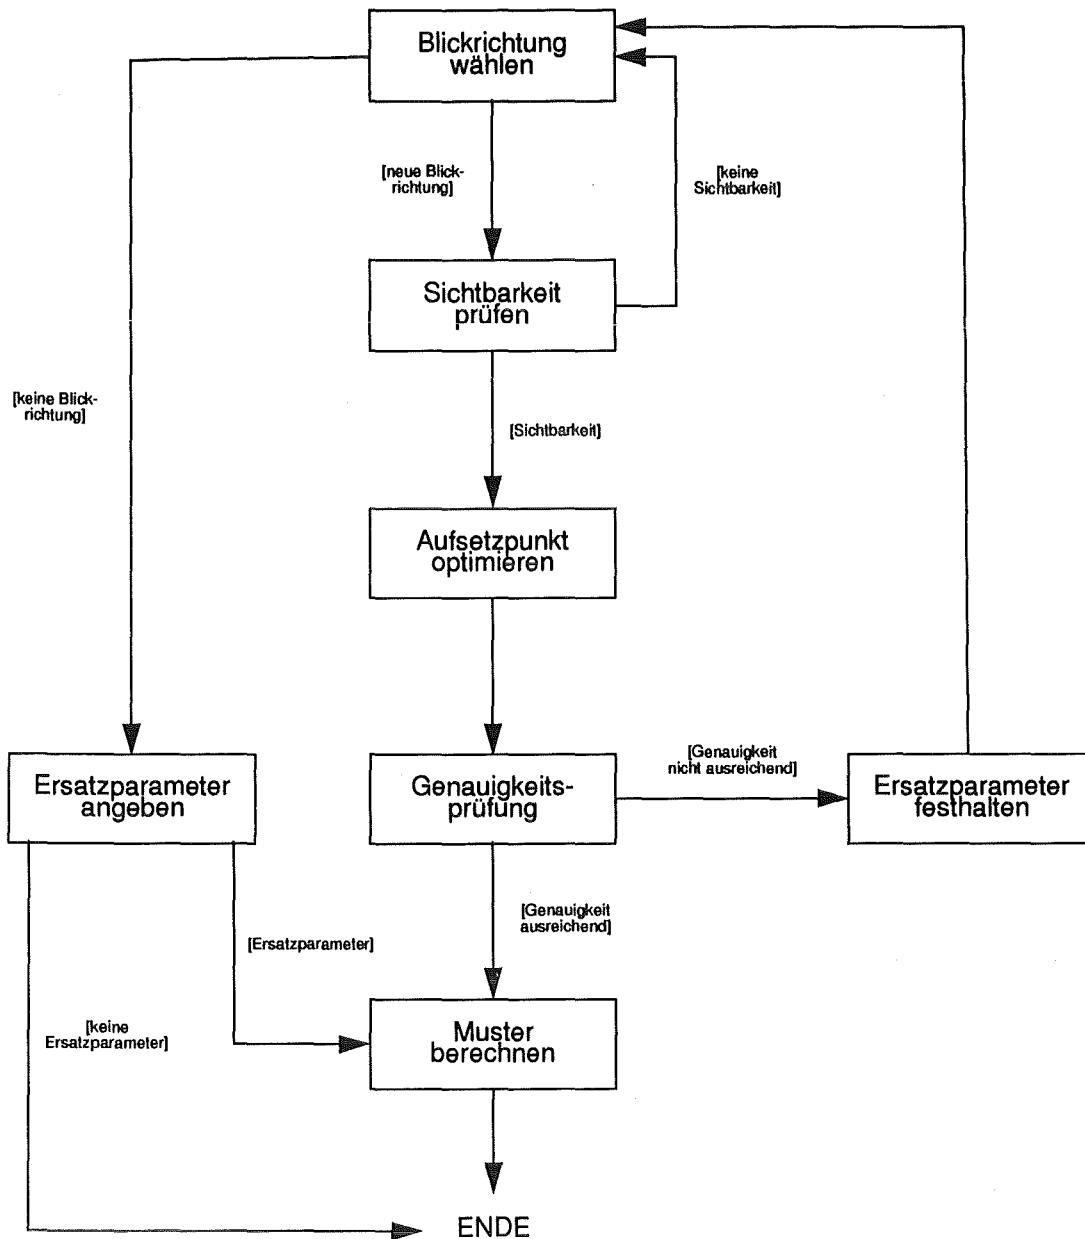 Blickrichtung
wählen
[neue Blick-
richtung]
[keine
Sichtbarkeit]
Sichtbarkeit
prüfen
[keine Blick-
richtung]
[Sichtbarkeit]
Aufsetzpunkt
optimieren
Ersatzparameter
angeben
Genauigkeits-
prüfung
[Genauigkeit
nicht ausreichend]
Ersatzparameter
festhalten
[Genauigkeit
ausreichend]
[Ersatzparameter]
[keine
Ersatzparameter]
Muster
berechnen
ENDE